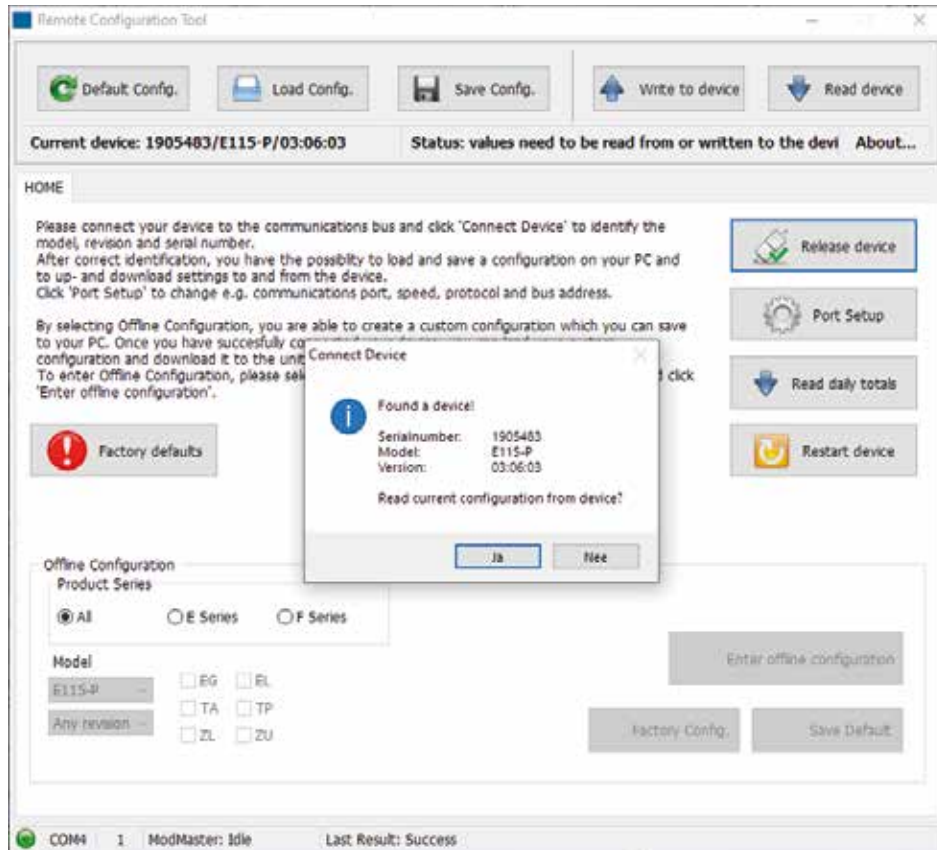 Remote Configuration Tool
Default Config.
Load Config.
Save Config.
Write to device
Read device
Current device: 1905483/E115-P/03:06:03
Status: values need to be read from or written to the devi
About...
HOME
Please connect your device to the communications bus and click 'Connect Device' to identify the
model, revision and serial number.
After correct identification, you have the possiblity to load and save a configuration on your PC and
to up- and download settings to and from the device.
Click 'Port Setup' to change e.g. communications port, speed, protocol and bus address.
By selecting Offline Configuration, you are able to create a custom configuration which you can save
to your PC. Once you have succesfully
configuration and download it to the unit
To enter Offline Configuration, please click
'Enter offline configuration'.
Release device
Port Setup
Read daily totals
Restart device
Factory defaults
Connect Device
Found a device!
Serialnumber: 1905483
Model: E115-P
Version: 03:06:03
Read current configuration from device?
Ja
Nee
Offline Configuration
Product Series
All
E Series
F Series
Model
E115-P
Any revision
EG
EL
TA
TP
ZL
ZU
Enter offline configuration
Factory Config.
Save Default
COM4 1 ModMaster: Idle Last Result: Success